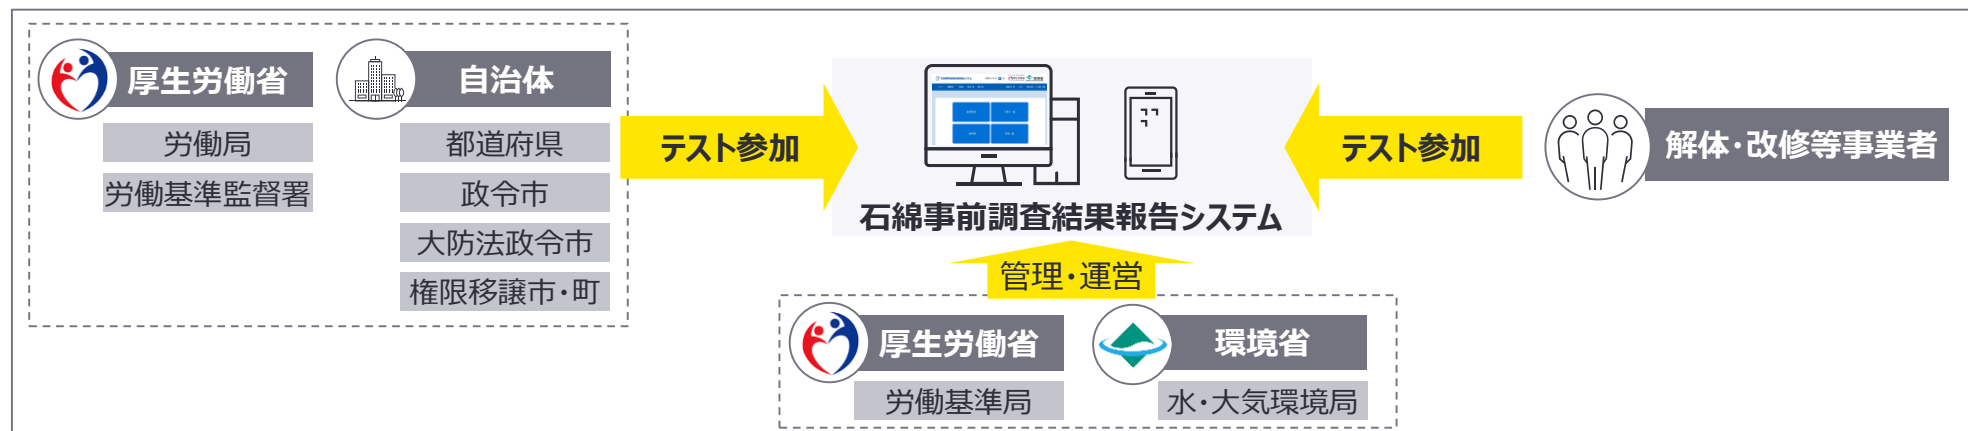 厚生労働省
労働局
労働基準監督署
自治体
都道府県
政令市
大防法政令市
権限移譲市・町
テスト参加
石綿事前調査結果報告システム
テスト参加
解体・改修等事業者
管理・運営
厚生労働省
労働基準局
環境省
水・大気環境局